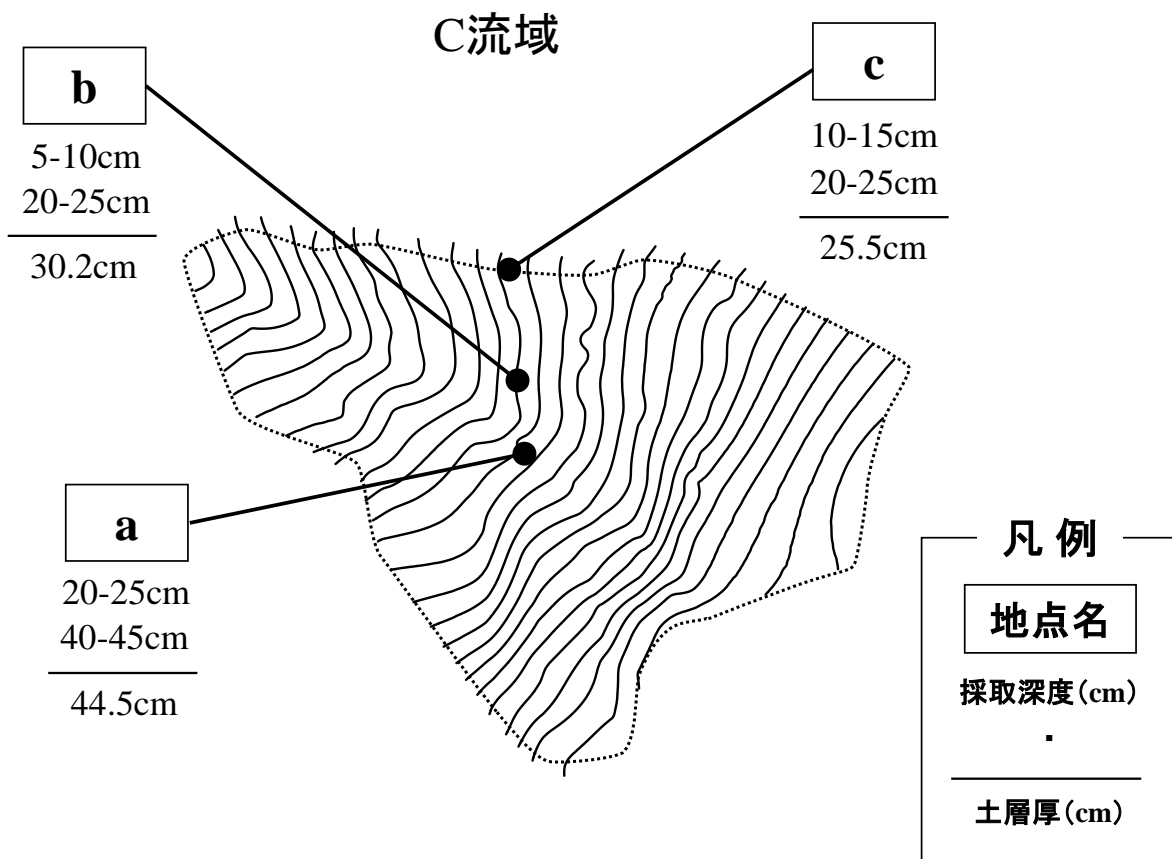 C流域
b
5-10cm
20-25cm
30.2cm
c
10-15cm
20-25cm
25.5cm
a
20-25cm
40-45cm
44.5cm
凡 例
地点名
採取深度(cm)
・
土層厚(cm)